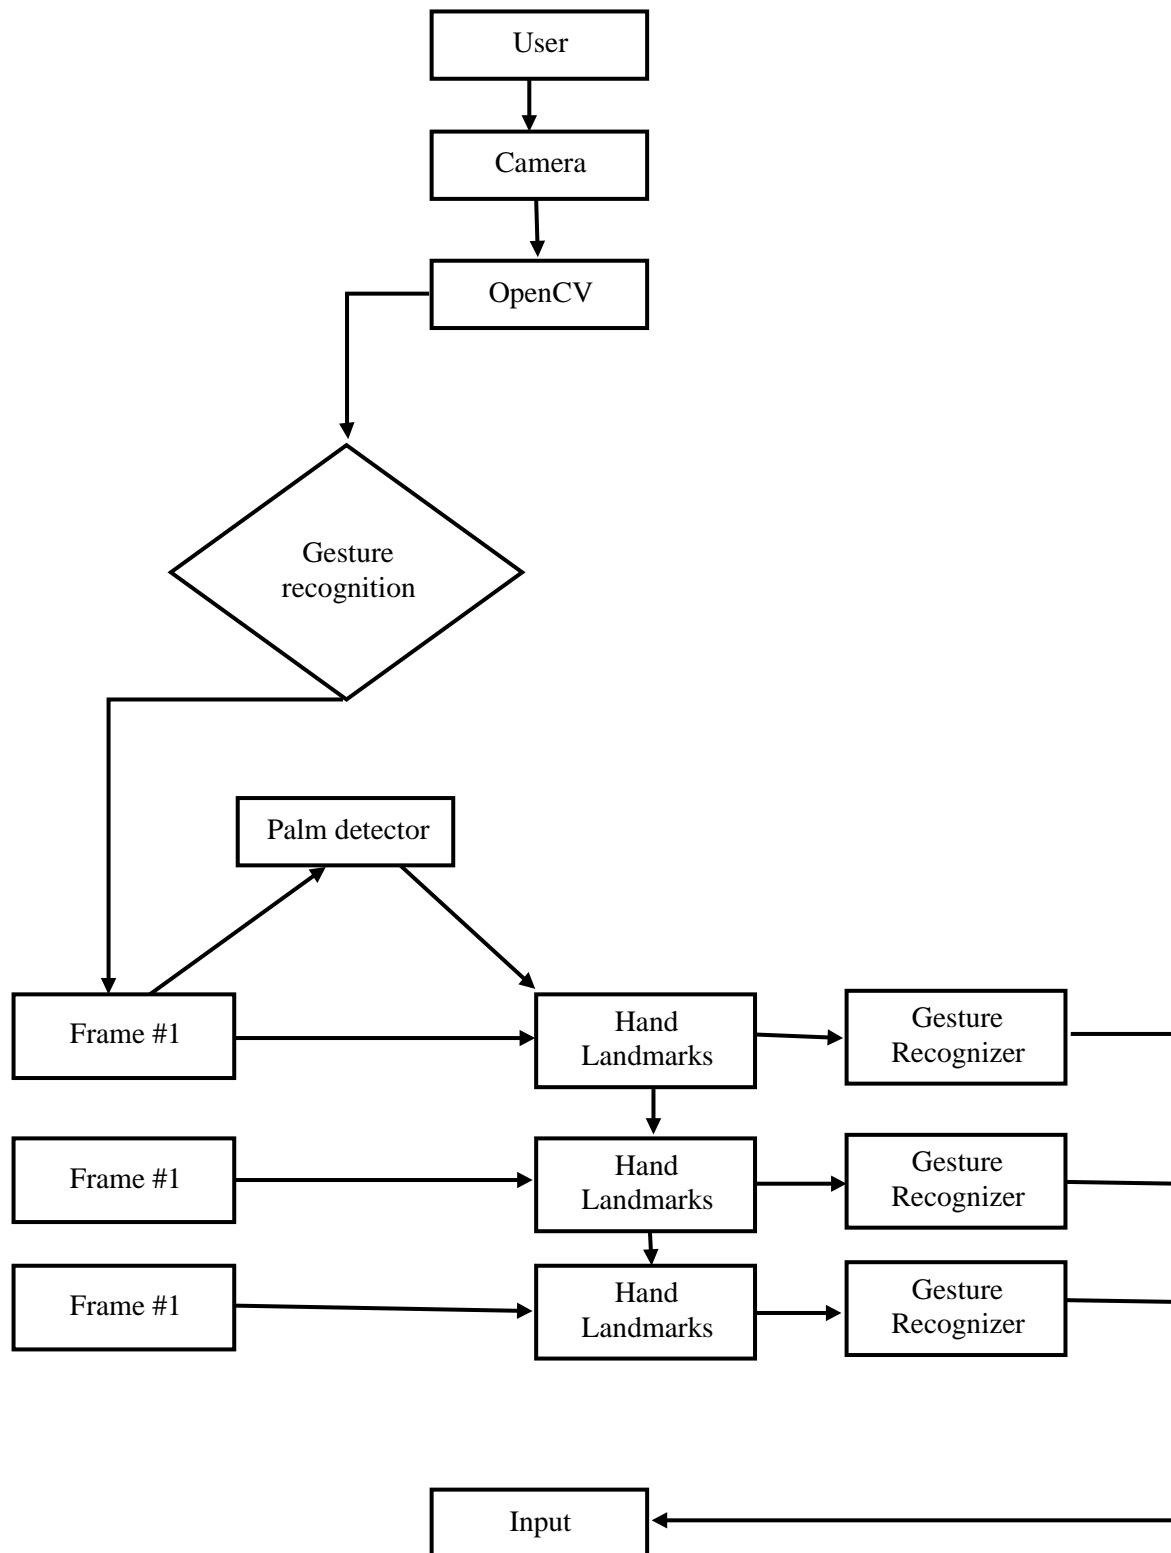 User
Camera
OpenCV
Gesture
recognition
Palm detector
Frame #1
Hand
Landmarks
Gesture
Recognizer
Frame #1
Hand
Landmarks
Gesture
Recognizer
Frame #1
Hand
Landmarks
Gesture
Recognizer
Input